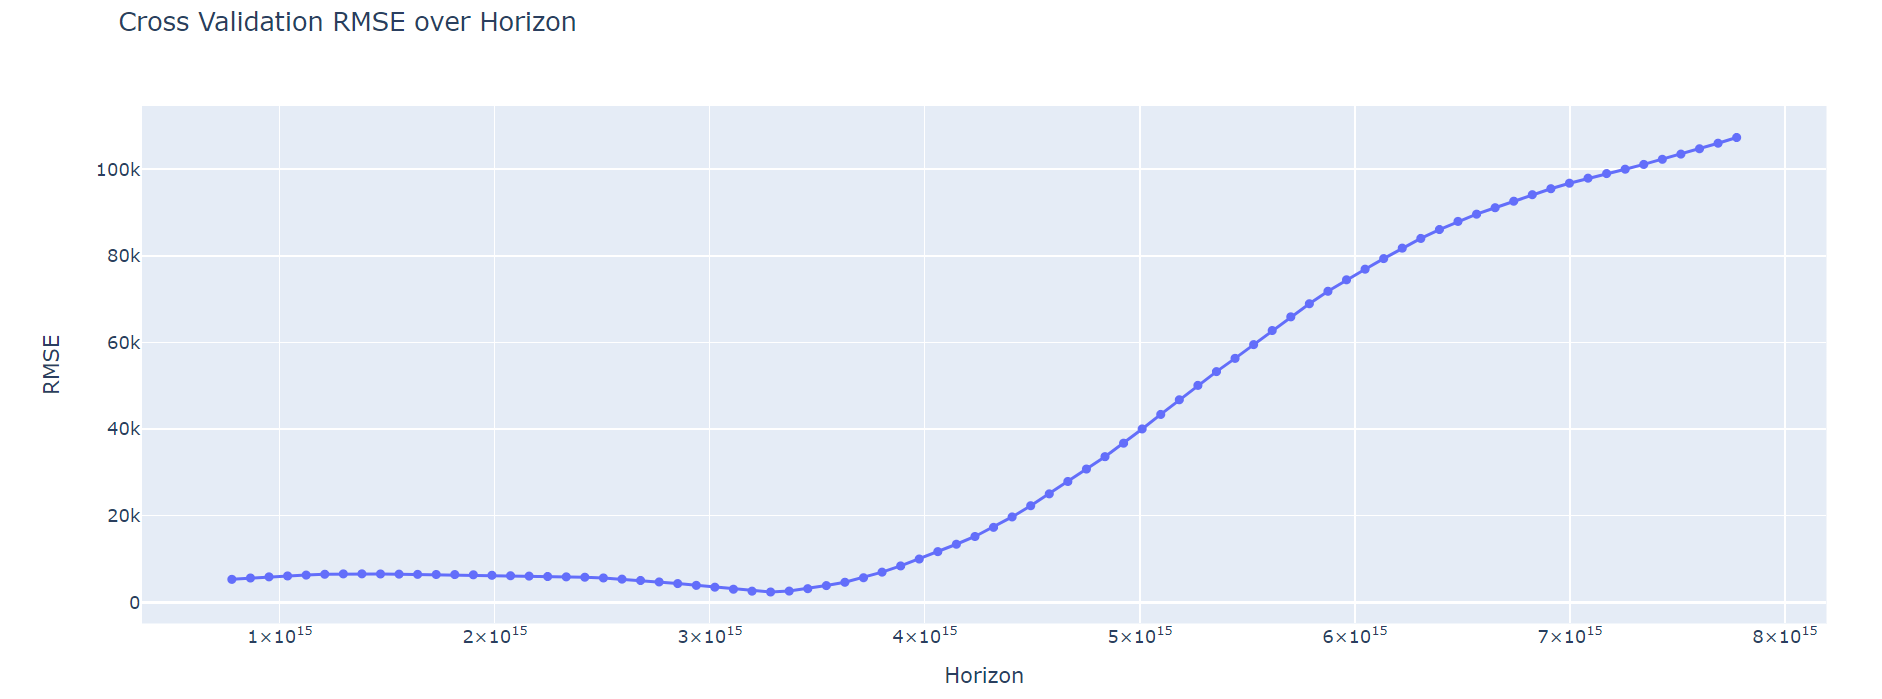 Cross Validation RMSE over Horizon
100k
80k
60k
40k
20k
0
RMSE
1×10¹⁵ 2×10¹⁵ 3×10¹⁵ 4×10¹⁵ 5×10¹⁵ 6×10¹⁵ 7×10¹⁵ 8×10¹⁵
Horizon